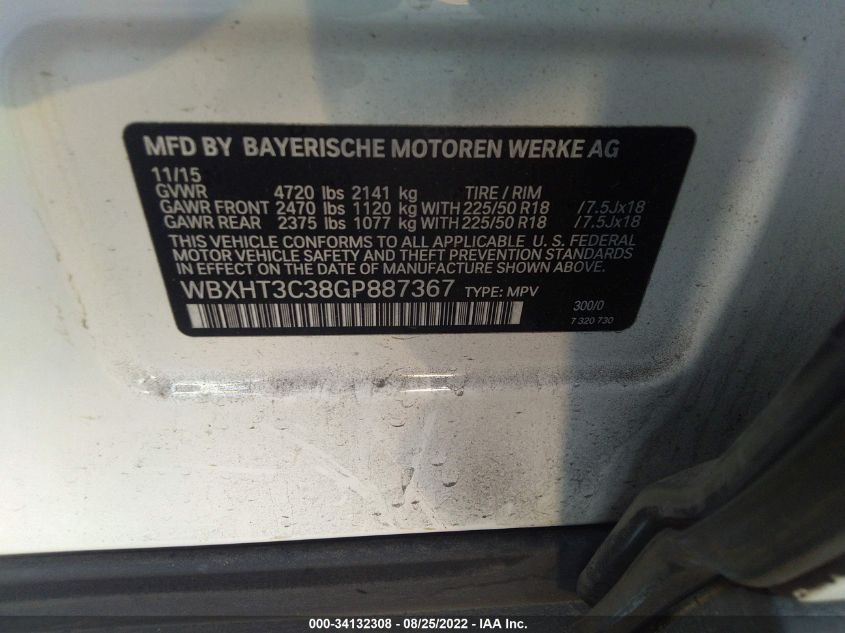 MFD BY BAYERISCHE MOTOREN WERKE AG
11/15
GVWR 4720 lbs 2141 kg TIRE / RIM
GAWR FRONT 2470 lbs 1120 kg WITH 225/50 R18 /7.5Jx18
GAWR REAR 2375 lbs 1077 kg WITH 225/50 R18 /7.5Jx18
THIS VEHICLE CONFORMS TO ALL APPLICABLE U. S. FEDERAL
MOTOR VEHICLE SAFETY AND THEFT PREVENTION STANDARDS
IN EFFECT ON THE DATE OF MANUFACTURE SHOWN ABOVE.
WBXHT3C38GP887367 TYPE: MPV
300/0
7 320 730
000-34132308 - 08/25/2022 - IAA Inc.